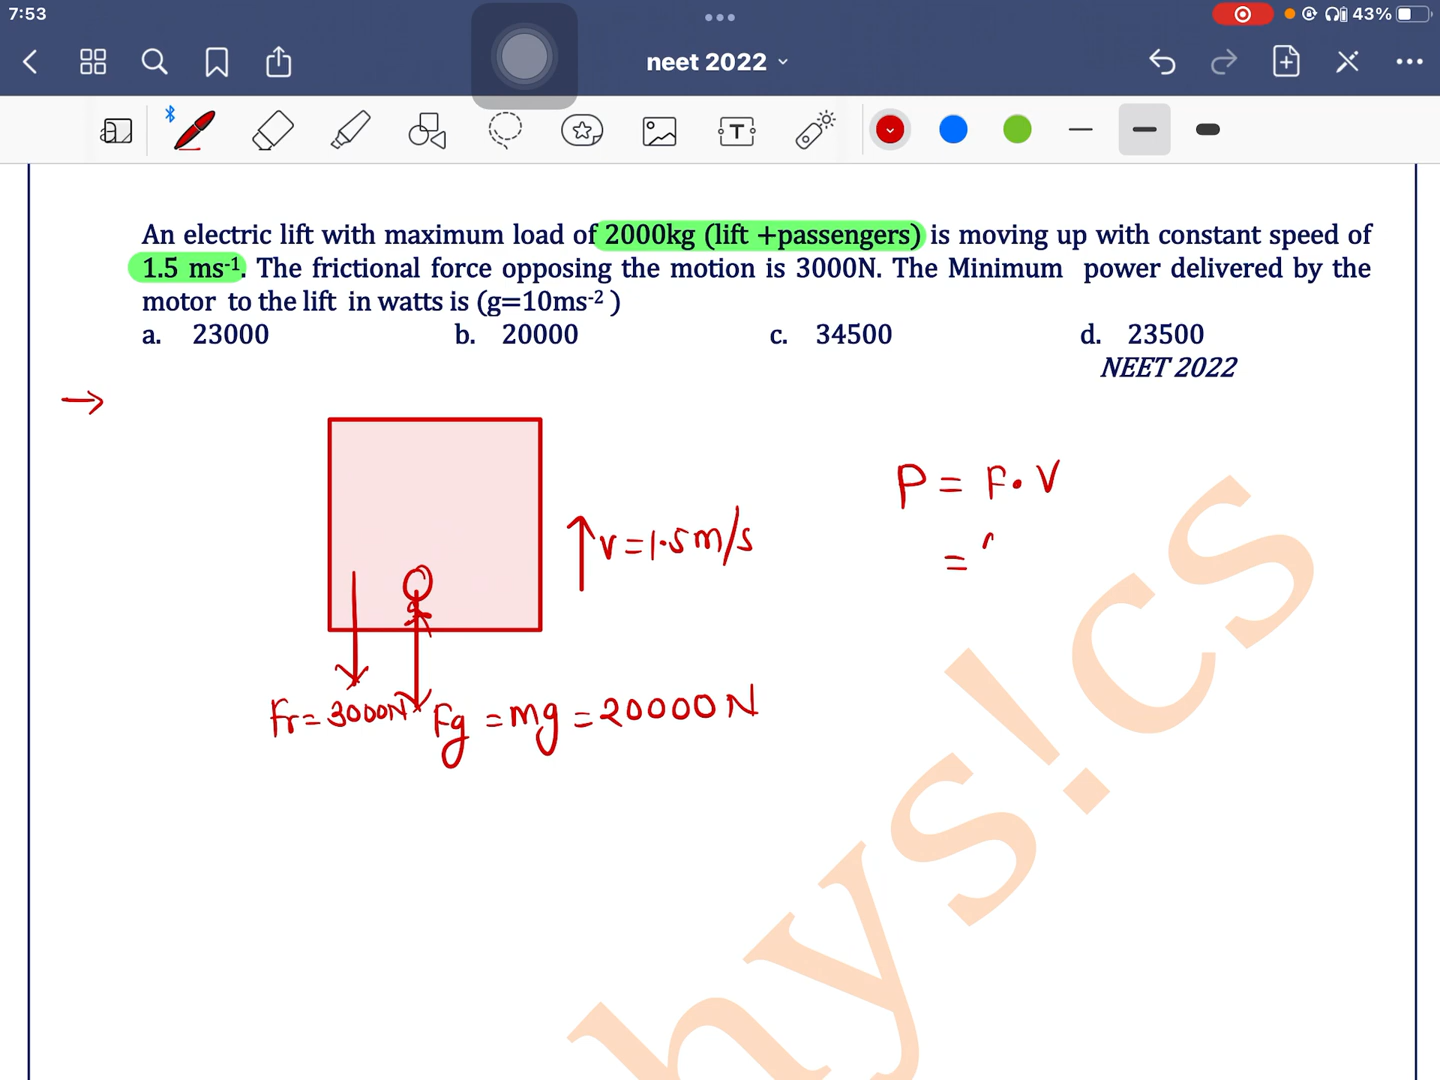 7:53
43%
neet 2022
An electric lift with maximum load of 2000kg (lift +passengers) is moving up with constant speed of
1.5 ms⁻¹. The frictional force opposing the motion is 3000N. The Minimum power delivered by the
motor to the lift in watts is (g=10ms⁻² )
a. 23000 b. 20000 c. 34500 d. 23500
NEET 2022
P = F • V
=
v = 1.5 m/s
Fr = 3000N Fg = mg = 20000 N
hys!cs